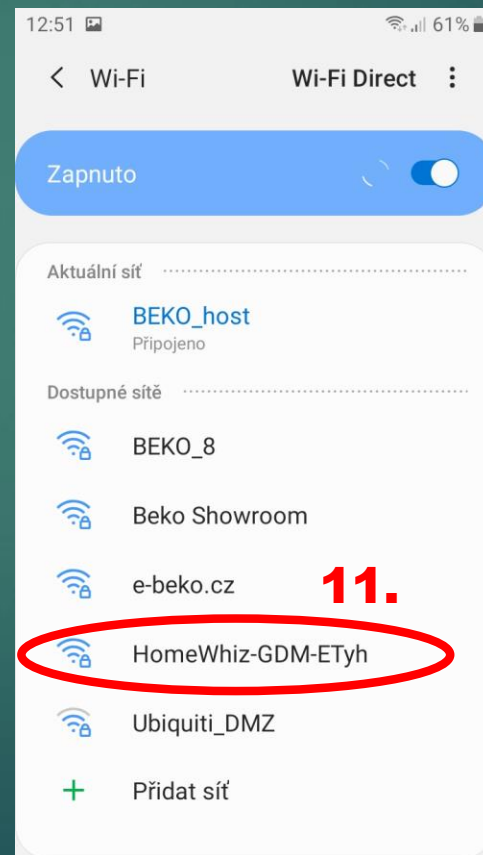 12:51 61%
Wi-Fi Wi-Fi Direct
Zapnuto
Aktuální síť
BEKO_host
Připojeno
Dostupné sítě
BEKO_8
Beko Showroom
e-beko.cz 11.
HomeWhiz-GDM-ETyh
Ubiquiti_DMZ
Přidat síť